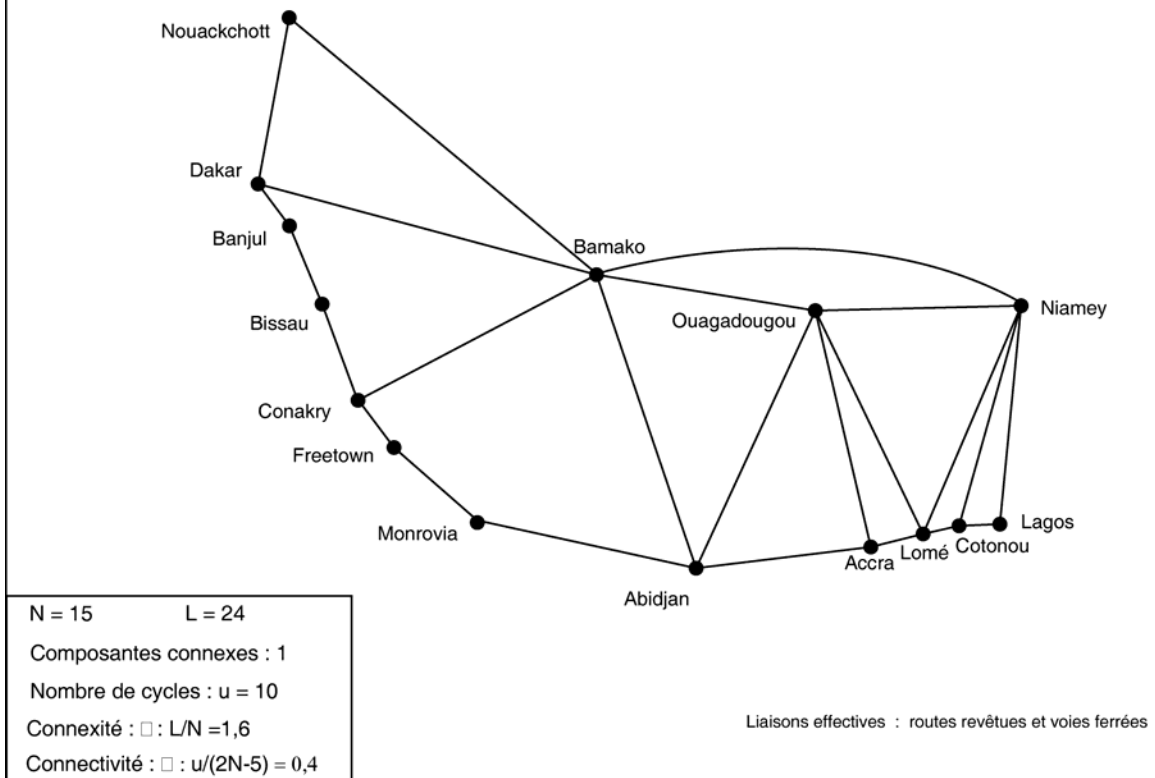 Nouackchott
Dakar
Banjul
Bamako
Bissau
Ouagadougou
Niamey
Conakry
Freetown
Monrovia
Lagos
Cotonou
Lomé
Accra
Abidjan
N = 15 L = 24
Composantes connexes : 1
Nombre de cycles : u = 10
Connexité : □ : L/N =1,6
Connectivité : □ : u/(2N-5) = 0,4
Liaisons effectives : routes revêtues et voies ferrées